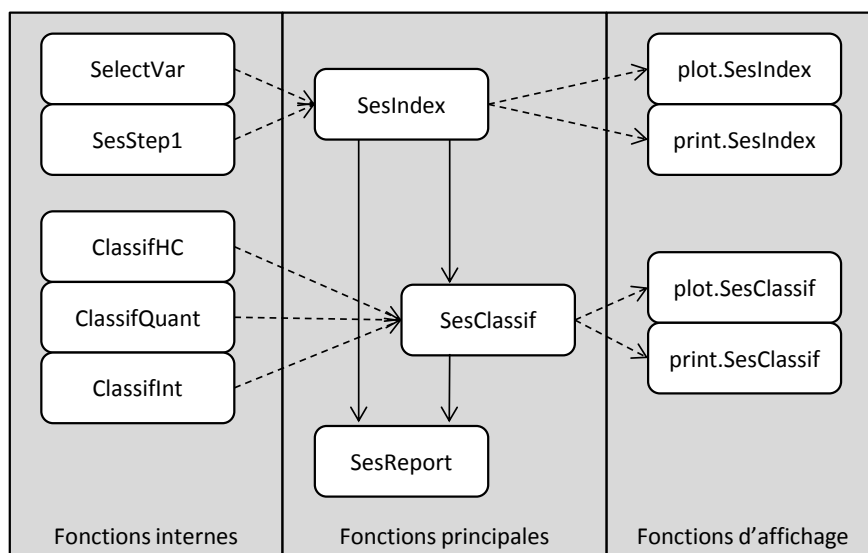 SelectVar
SesStep1
ClassifHC
ClassifQuant
ClassifInt
Fonctions internes
SesIndex
SesClassif
SesReport
Fonctions principales
plot.SesIndex
print.SesIndex
plot.SesClassif
print.SesClassif
Fonctions d’affichage